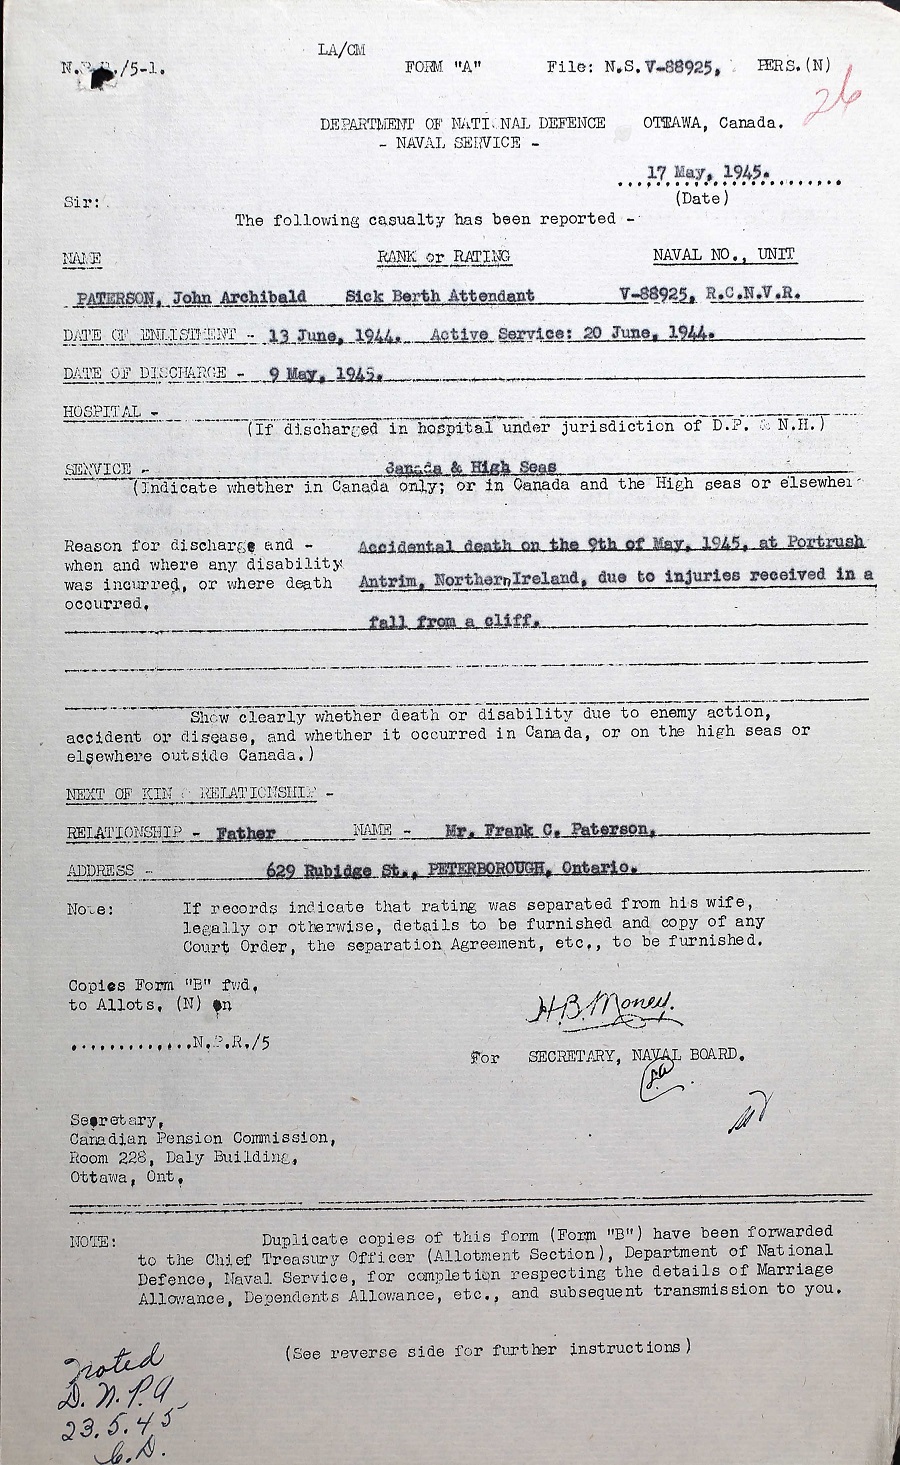 LA/CM
N.P.R./5-1. FORM "A" File: N.S. V-88925, PERS.(N)
26
DEPARTMENT OF NATIONAL DEFENCE OTTAWA, Canada.
- NAVAL SERVICE -
17 May, 1945.
(Date)
Sir:
The following casualty has been reported -
NAME RANK or RATING NAVAL NO., UNIT
PATERSON, John Archibald Sick Berth Attendant V-88925, R.C.N.V.R.
DATE OF ENLISTMENT - 13 June, 1944. Active Service: 20 June, 1944.
DATE OF DISCHARGE - 9 May, 1945.
HOSPITAL -
(If discharged in hospital under jurisdiction of D.P. & N.H.)
SERVICE - Canada & High Seas
(Indicate whether in Canada only; or in Canada and the High seas or elsewher
Reason for discharge and - Accidental death on the 9th of May, 1945, at Portrush
when and where any disability
was incurred, or where death Antrim, Northern Ireland, due to injuries received in a
occurred.
fall from a cliff.
Show clearly whether death or disability due to enemy action,
accident or disease, and whether it occurred in Canada, or on the high seas or
elsewhere outside Canada.)
NEXT OF KIN & RELATIONSHIP -
RELATIONSHIP - Father NAME - Mr. Frank C. Paterson,
ADDRESS - 629 Rubidge St., PETERBOROUGH, Ontario.
Note: If records indicate that rating was separated from his wife,
legally or otherwise, details to be furnished and copy of any
Court Order, the separation Agreement, etc., to be furnished.
Copies Form "B" fwd.
to Allots. (N) on
H.B. Money.
.............N.P.R./5
For SECRETARY, NAVAL BOARD.
Secretary,
Canadian Pension Commission,
Room 228, Daly Building,
Ottawa, Ont.
NOTE: Duplicate copies of this form (Form "B") have been forwarded
to the Chief Treasury Officer (Allotment Section), Department of National
Defence, Naval Service, for completion respecting the details of Marriage
Allowance, Dependents Allowance, etc., and subsequent transmission to you.
(See reverse side for further instructions)
Noted
D.N.P.A
23.5.45